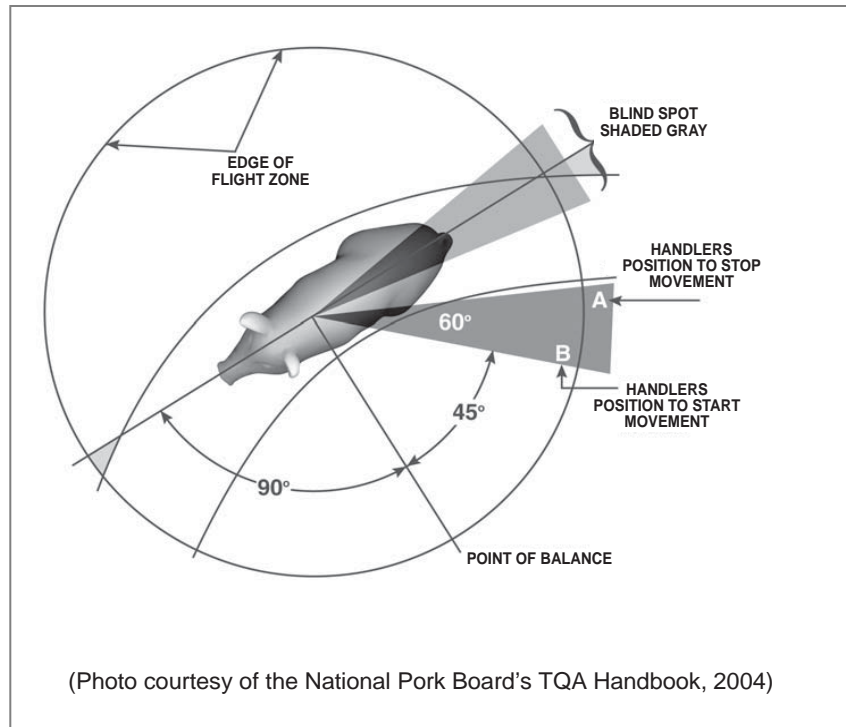 BLIND SPOT
SHADED GRAY
EDGE OF
FLIGHT ZONE
HANDLERS
POSITION TO STOP
MOVEMENT
A
60°
B
HANDLERS
POSITION TO START
MOVEMENT
45°
90°
POINT OF BALANCE
(Photo courtesy of the National Pork Board’s TQA Handbook, 2004)